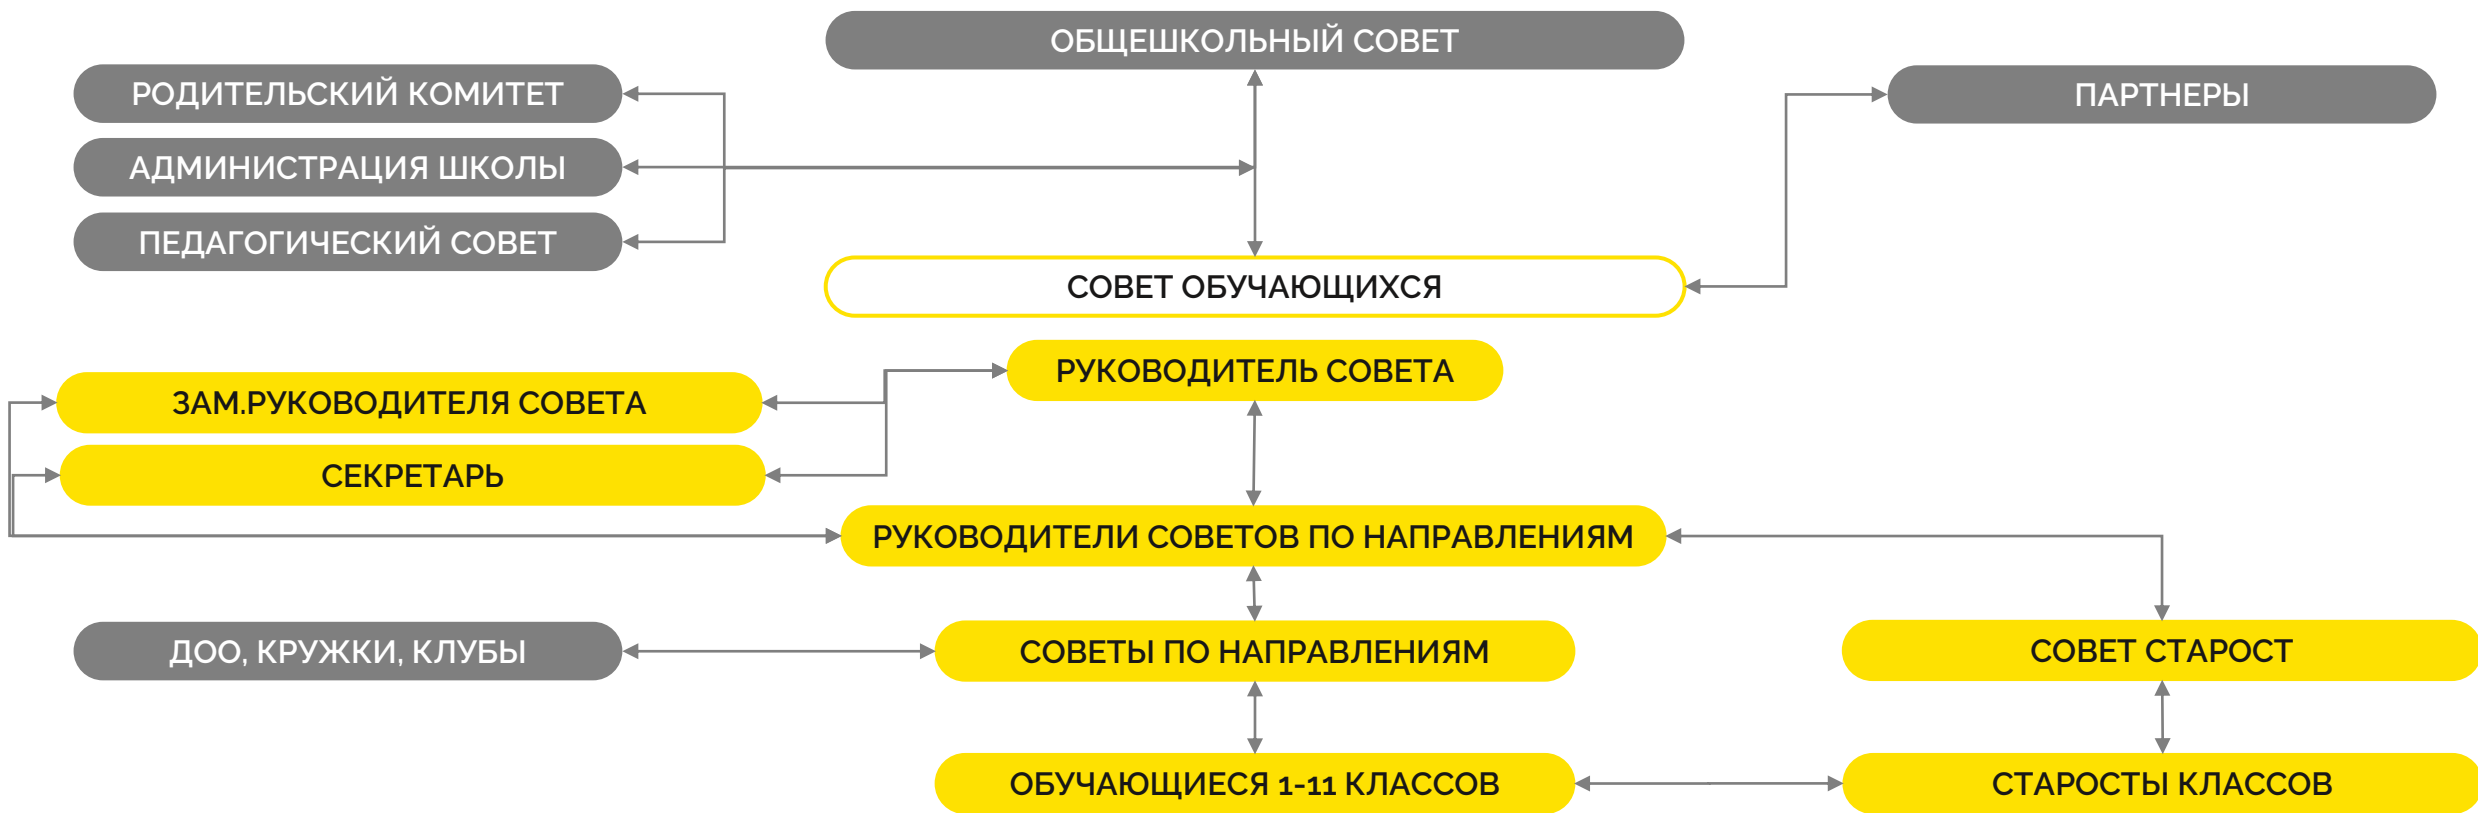 ОБЩЕШКОЛЬНЫЙ СОВЕТ
РОДИТЕЛЬСКИЙ КОМИТЕТ
ПАРТНЕРЫ
АДМИНИСТРАЦИЯ ШКОЛЫ
ПЕДАГОГИЧЕСКИЙ СОВЕТ
СОВЕТ ОБУЧАЮЩИХСЯ
РУКОВОДИТЕЛЬ СОВЕТА
ЗАМ.РУКОВОДИТЕЛЯ СОВЕТА
СЕКРЕТАРЬ
РУКОВОДИТЕЛИ СОВЕТОВ ПО НАПРАВЛЕНИЯМ
ДОО, КРУЖКИ, КЛУБЫ
СОВЕТЫ ПО НАПРАВЛЕНИЯМ
СОВЕТ СТАРОСТ
ОБУЧАЮЩИЕСЯ 1-11 КЛАССОВ
СТАРОСТЫ КЛАССОВ